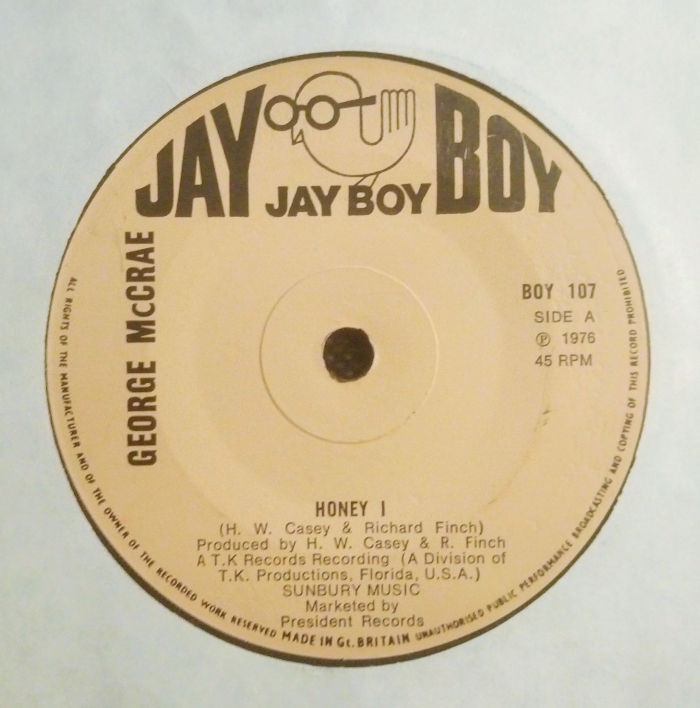 JAY BOY
JAY BOY
GEORGE McCRAE
BOY 107
SIDE A
℗ 1976
45 RPM
HONEY I
(H. W. Casey & Richard Finch)
Produced by H. W. Casey & R. Finch
A T.K Records Recording (A Division of
T.K. Productions, Florida, U.S.A.)
SUNBURY MUSIC
Marketed by
President Records
ALL RIGHTS OF THE MANUFACTURER AND OF THE OWNER OF THE RECORDED WORK RESERVED MADE IN Gt. BRITAIN UNAUTHORISED PUBLIC PERFORMANCE BROADCASTING AND COPYING OF THIS RECORD PROHIBITED